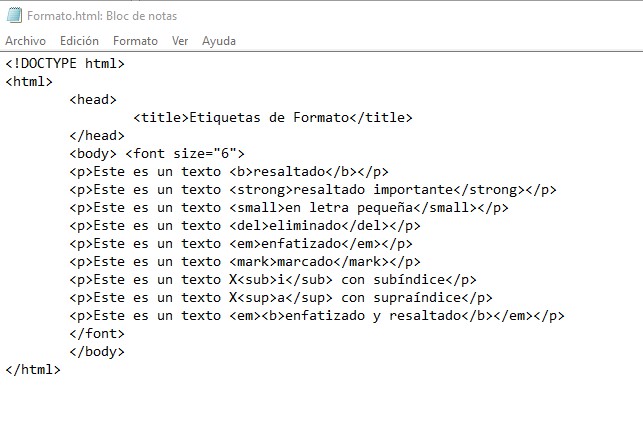 Formato.html: Bloc de notas
Archivo Edición Formato Ver Ayuda
<!DOCTYPE html>
<html>
<head>
<title>Etiquetas de Formato</title>
</head>
<body> <font size="6">
<p>Este es un texto <b>resaltado</b></p>
<p>Este es un texto <strong>resaltado importante</strong></p>
<p>Este es un texto <small>en letra pequeña</small></p>
<p>Este es un texto <del>eliminado</del></p>
<p>Este es un texto <em>enfatizado</em></p>
<p>Este es un texto <mark>marcado</mark></p>
<p>Este es un texto X<sub>i</sub> con subíndice</p>
<p>Este es un texto X<sup>a</sup> con supraíndice</p>
<p>Este es un texto <em><b>enfatizado y resaltado</b></em></p>
</font>
</body>
</html>